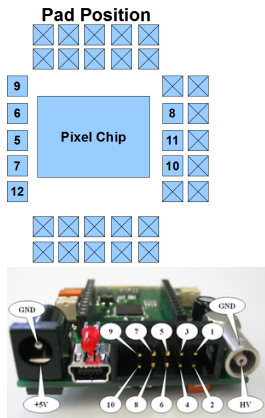 Pad Position
9
6 8
5 Pixel Chip 11
7 10
12
GND GND
9 7 5 3 1
+5V 10 8 6 4 2 HV